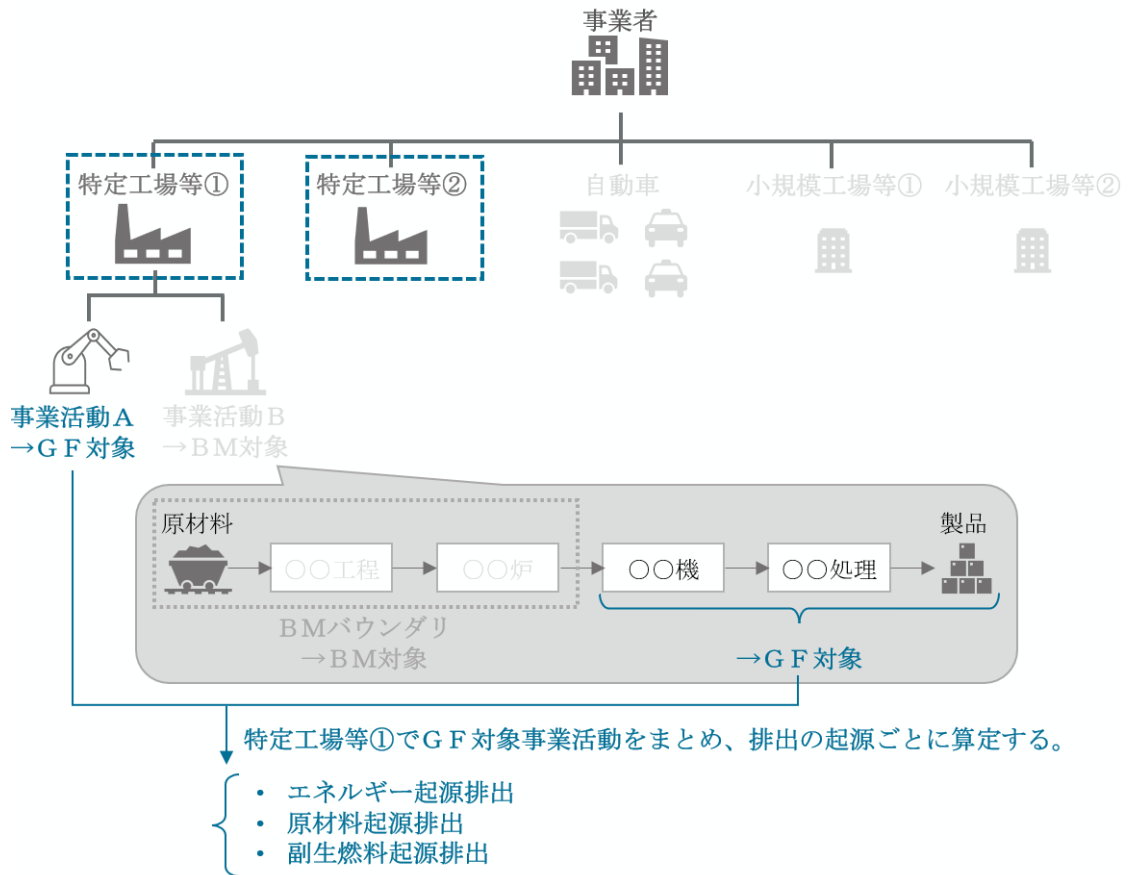 事業者
特定工場等①
特定工場等②
自動車
小規模工場等①
小規模工場等②
事業活動A
→GF対象
事業活動B
→BM対象
原材料
○○工程
○○炉
○○機
○○処理
製品
BMバウンダリ
→BM対象
→GF対象
特定工場等①でGF対象事業活動をまとめ、排出の起源ごとに算定する。
・ エネルギー起源排出
・ 原材料起源排出
・ 副生燃料起源排出